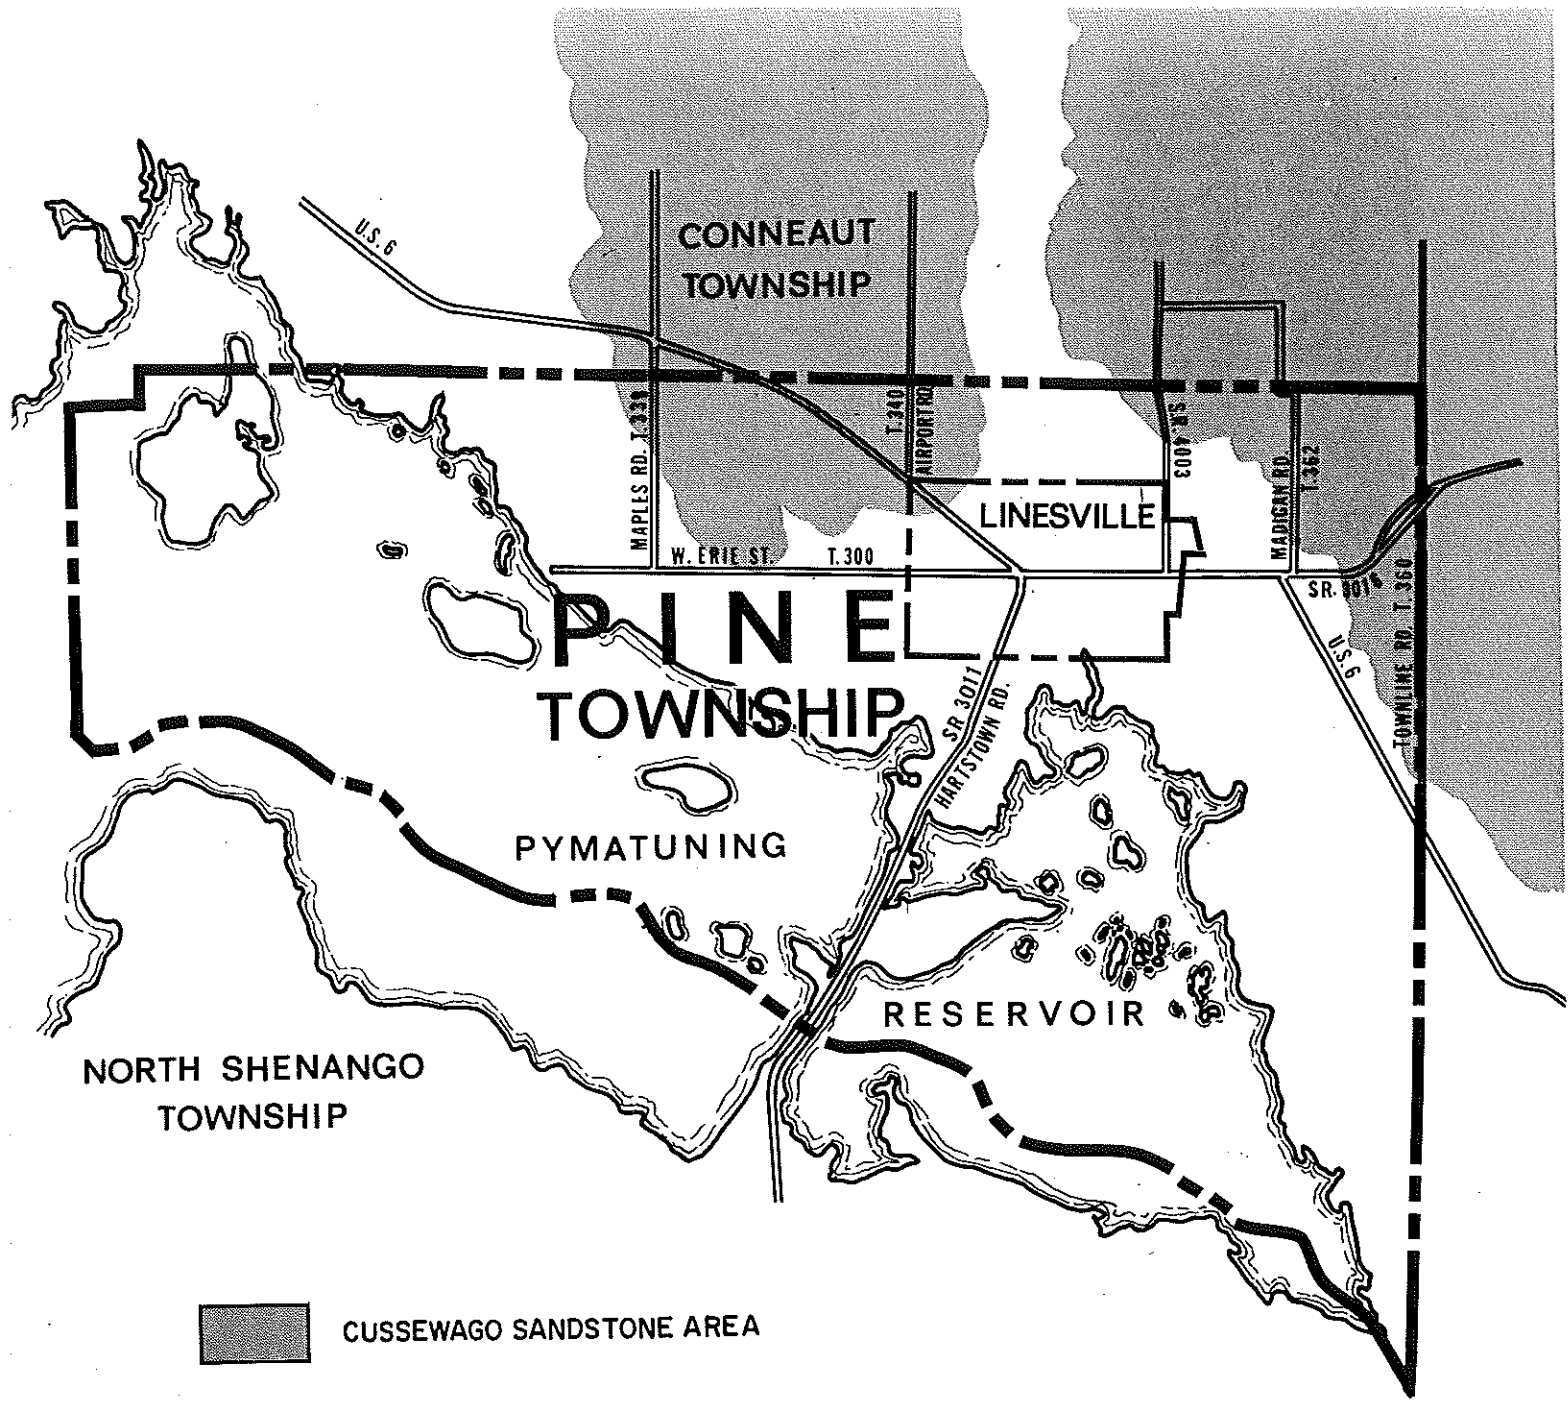 U.S. 6
CONNEAUT
TOWNSHIP
MAPLES RD. T.339
T.340
AIRPORT RD.
S.R. 4003
MADIGAN RD.
T.362
LINESVILLE
W. ERIE ST. T.300
SR. 3016
TOWNLINE RD. T.360
U.S. 6
PINE
TOWNSHIP
SR 3011
HARTSTOWN RD.
PYMATUNING
RESERVOIR
NORTH SHENANGO
TOWNSHIP
CUSSEWAGO SANDSTONE AREA